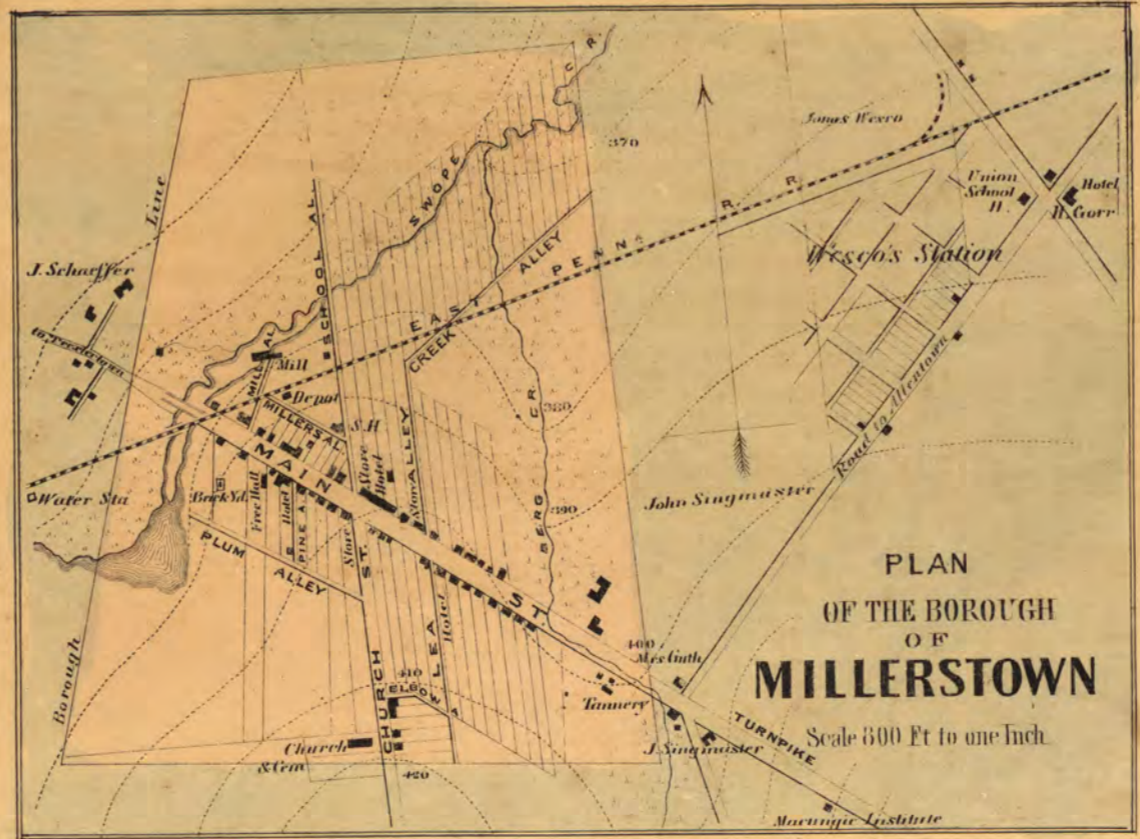 PLAN
OF THE BOROUGH
OF
MILLERSTOWN
Scale 800 Ft to one Inch
SWOPE CR.
370
Jonas Wesco
Line
R. R.
Union
School
H.
Hotel
H. Gorr
Wesco's Station
J. Schaeffer
SCHOOL AL.
ALLEY
EAST PENNA
CREEK
MILL AL
Mill
Depot
MILLERS AL
S.H
380
BERG CR.
Road to Allentown
MAIN ST
Store
Hotel
ALLEY
Water Sta
Brick Yd.
Free Hall
Hotel
PINE A.
Store
John Singmaster
390
PLUM
ALLEY
ST.
LEA
Hotel
400
Tannery
Borough
CHURCH
410
ELBOW A
TURNPIKE
Church
& Cem
J. Singmaster
420
Macungie Institute